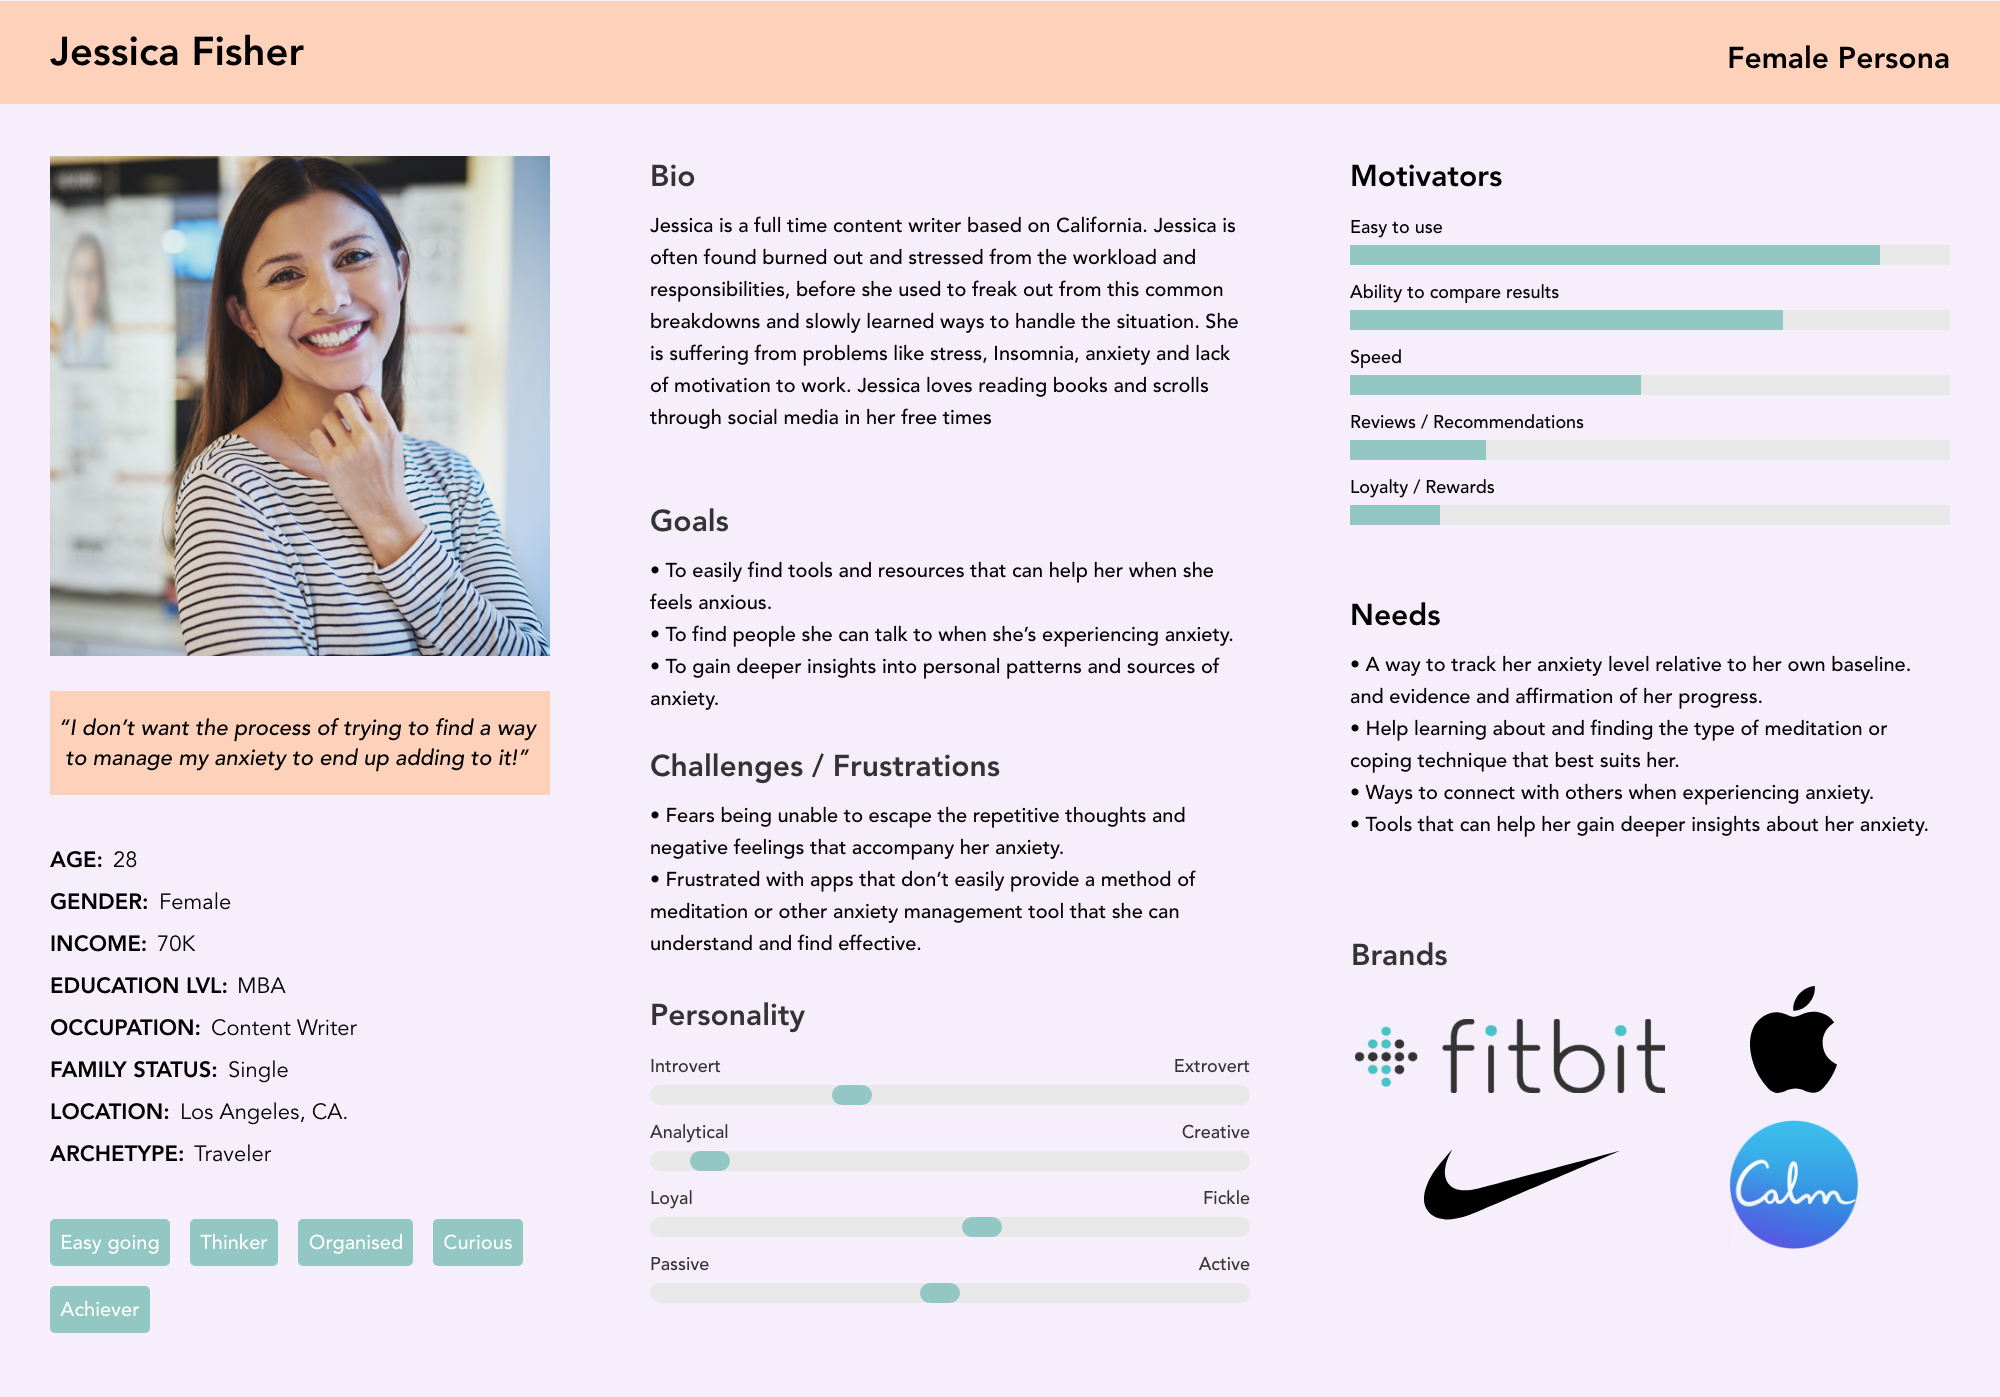 Jessica Fisher
Female Persona
“I don’t want the process of trying to find a way
to manage my anxiety to end up adding to it!”
AGE: 28
GENDER: Female
INCOME: 70K
EDUCATION LVL: MBA
OCCUPATION: Content Writer
FAMILY STATUS: Single
LOCATION: Los Angeles, CA.
ARCHETYPE: Traveler
Easy going
Thinker
Organised
Curious
Achiever
Bio
Jessica is a full time content writer based on California. Jessica is
often found burned out and stressed from the workload and
responsibilities, before she used to freak out from this common
breakdowns and slowly learned ways to handle the situation. She
is suffering from problems like stress, Insomnia, anxiety and lack
of motivation to work. Jessica loves reading books and scrolls
through social media in her free times
Goals
• To easily find tools and resources that can help her when she
feels anxious.
• To find people she can talk to when she’s experiencing anxiety.
• To gain deeper insights into personal patterns and sources of
anxiety.
Challenges / Frustrations
• Fears being unable to escape the repetitive thoughts and
negative feelings that accompany her anxiety.
• Frustrated with apps that don’t easily provide a method of
meditation or other anxiety management tool that she can
understand and find effective.
Personality
Introvert Extrovert
Analytical Creative
Loyal Fickle
Passive Active
Motivators
Easy to use
Ability to compare results
Speed
Reviews / Recommendations
Loyalty / Rewards
Needs
• A way to track her anxiety level relative to her own baseline.
and evidence and affirmation of her progress.
• Help learning about and finding the type of meditation or
coping technique that best suits her.
• Ways to connect with others when experiencing anxiety.
• Tools that can help her gain deeper insights about her anxiety.
Brands
fitbit
Calm